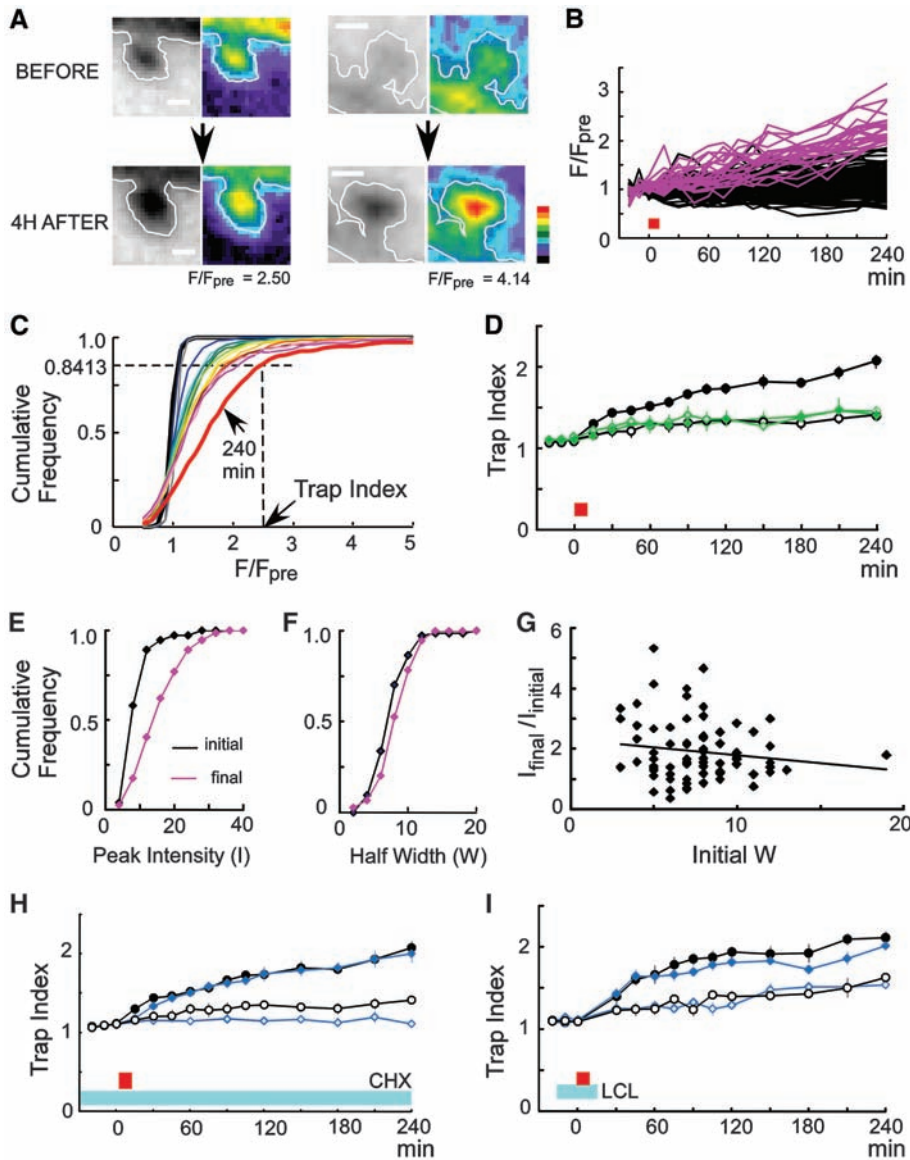 A
BEFORE
4H AFTER
F/Fpre = 2.50
F/Fpre = 4.14
B
F/Fpre
3
2
1
0
0 60 120 180 240
min
C
Cumulative Frequency
1.0
0.8413
0.5
0
240 min
Trap Index
0 1 2 3 4 5
F/Fpre
D
Trap Index
2
1
0
0 60 120 180 240
min
E
Cumulative Frequency
1.0
0.5
0
initial
final
0 20 40
Peak Intensity (I)
F
1.0
0.5
0
0 10 20
Half Width (W)
G
Ifinal/Iinitial
6
4
2
0
0 10 20
Initial W
H
Trap Index
2
1
0
CHX
0 60 120 180 240
min
I
Trap Index
2
1
0
LCL
0 60 120 180 240
min